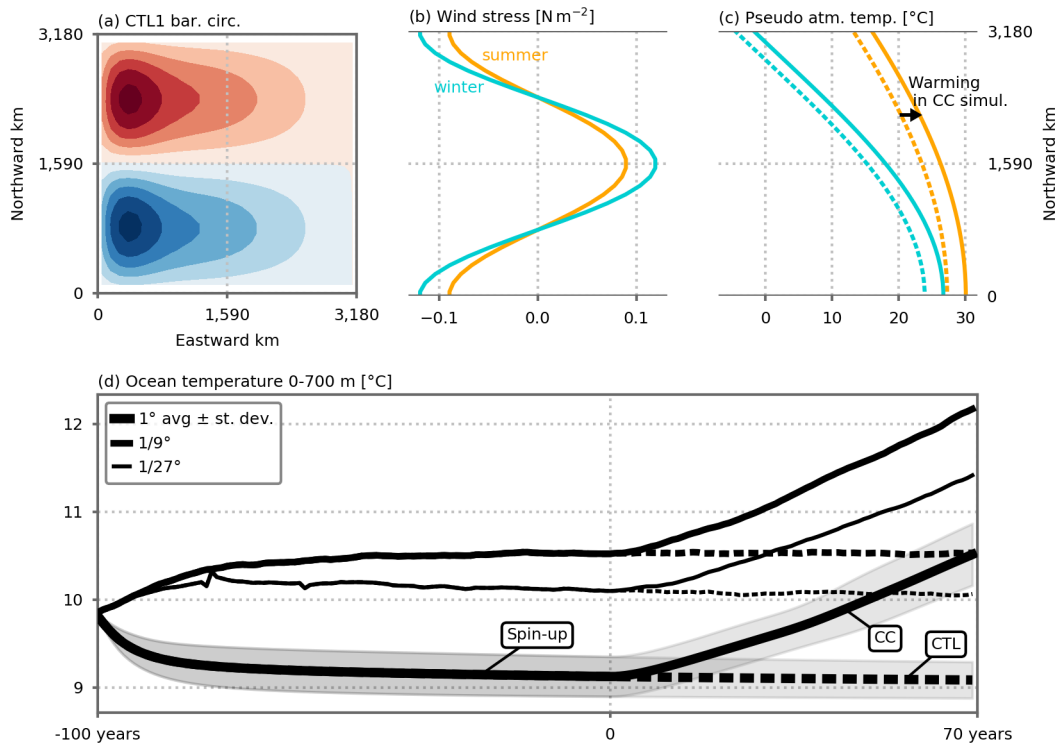 (a) CTL1 bar. circ.
3,180
1,590
0
Northward km
0
1,590
3,180
Eastward km
(b) Wind stress [N m⁻²]
summer
winter
−0.1
0.0
0.1
(c) Pseudo atm. temp. [°C]
Warming
in CC simul.
3,180
1,590
0
Northward km
0
10
20
30
(d) Ocean temperature 0-700 m [°C]
12
11
10
9
1° avg ± st. dev.
1/9°
1/27°
Spin-up
CC
CTL
-100 years
0
70 years